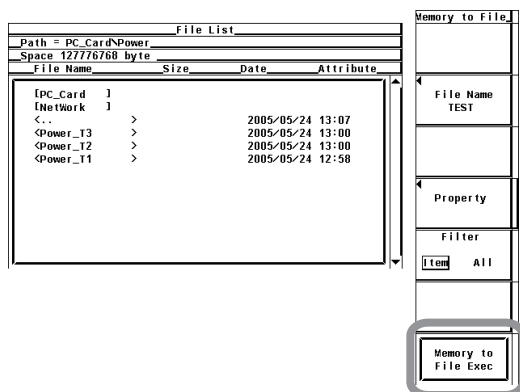 Memory to File
File List
Path = PC_Card\Power
Space 127776768 byte
File Name Size Date Attribute
[PC_Card ]
[NetWork ]
<.. > 2005/05/24 13:07
<Power_T3 > 2005/05/24 13:00
<Power_T2 > 2005/05/24 13:00
<Power_T1 > 2005/05/24 12:58
File Name
TEST
Property
Filter
Item All
Memory to
File Exec